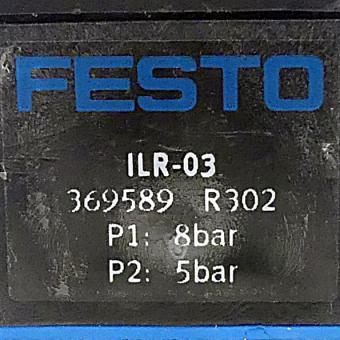 FESTO
ILR-03
369589 R302
P1: 8bar
P2: 5bar